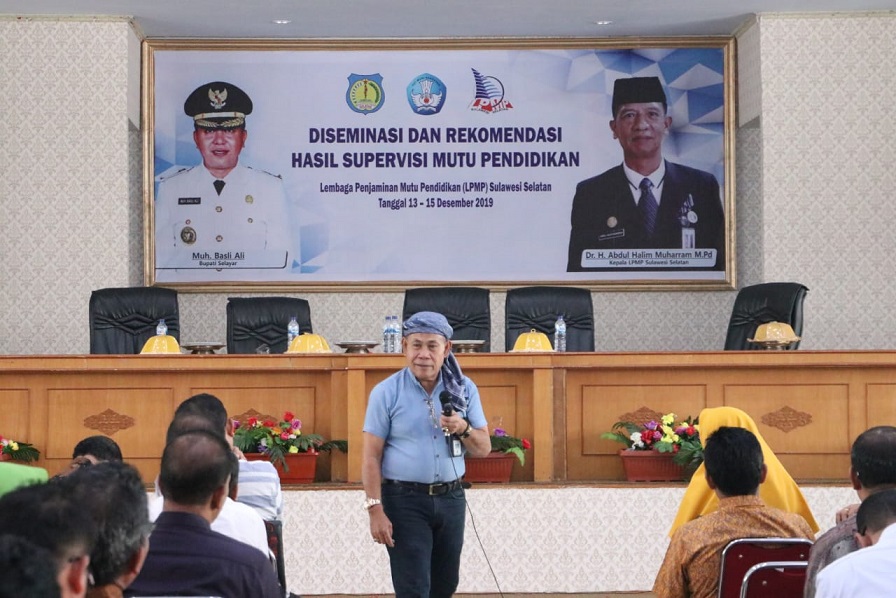 DISEMINASI DAN REKOMENDASI
HASIL SUPERVISI MUTU PENDIDIKAN
Lembaga Penjaminan Mutu Pendidikan (LPMP) Sulawesi Selatan
Tanggal 13 - 15 Desember 2019
Muh. Basli Ali
Bupati Selayar
Dr. H. Abdul Halim Muharram M.Pd
Kepala LPMP Sulawesi Selatan
LPMP